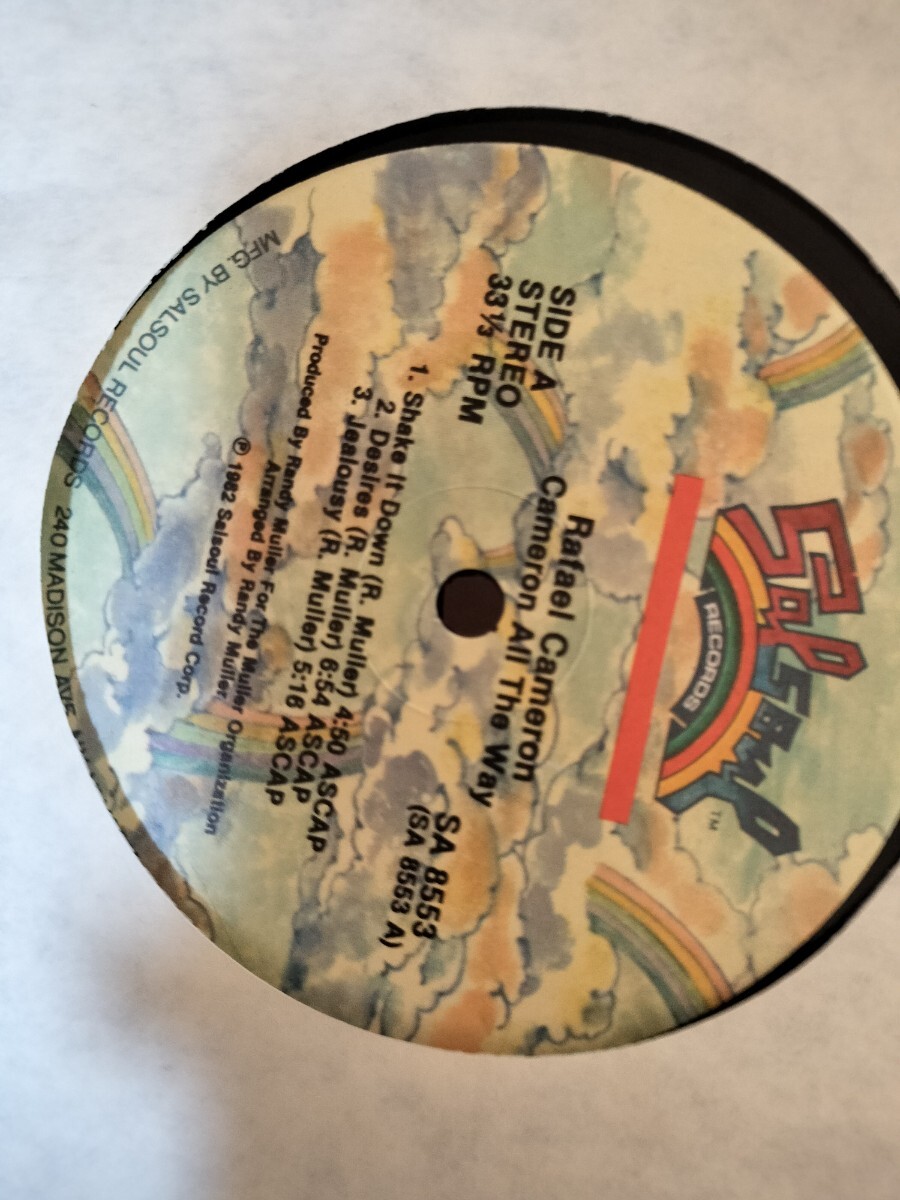 Salsoul
RECORDS
TM
Rafael Cameron
Cameron All The Way
SIDE A
STEREO
33⅓ RPM
SA 8553
(SA 8553 A)
1. Shake It Down (R. Muller) 4:50 ASCAP
2. Desires (R. Muller) 6:54 ASCAP
3. Jealousy (R. Muller) 5:16 ASCAP
Produced By Randy Muller For The Muller Organization
Arranged By Randy Muller
℗ 1982 Salsoul Record Corp.
MFG. BY SALSOUL RECORDS 240 MADISON AVE